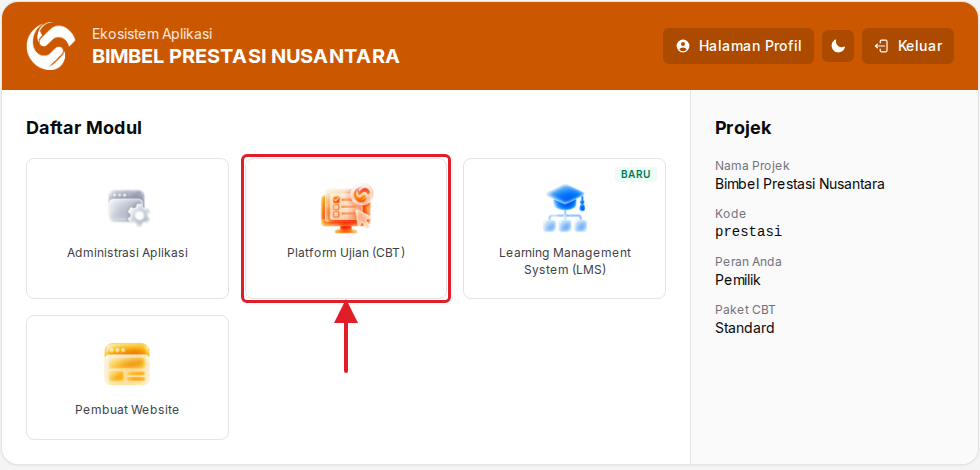 Ekosistem Aplikasi
BIMBEL PRESTASI NUSANTARA
Halaman Profil
Keluar
Daftar Modul
Administrasi Aplikasi
Platform Ujian (CBT)
BARU
Learning Management
System (LMS)
Pembuat Website
Projek
Nama Projek
Bimbel Prestasi Nusantara
Kode
prestasi
Peran Anda
Pemilik
Paket CBT
Standard